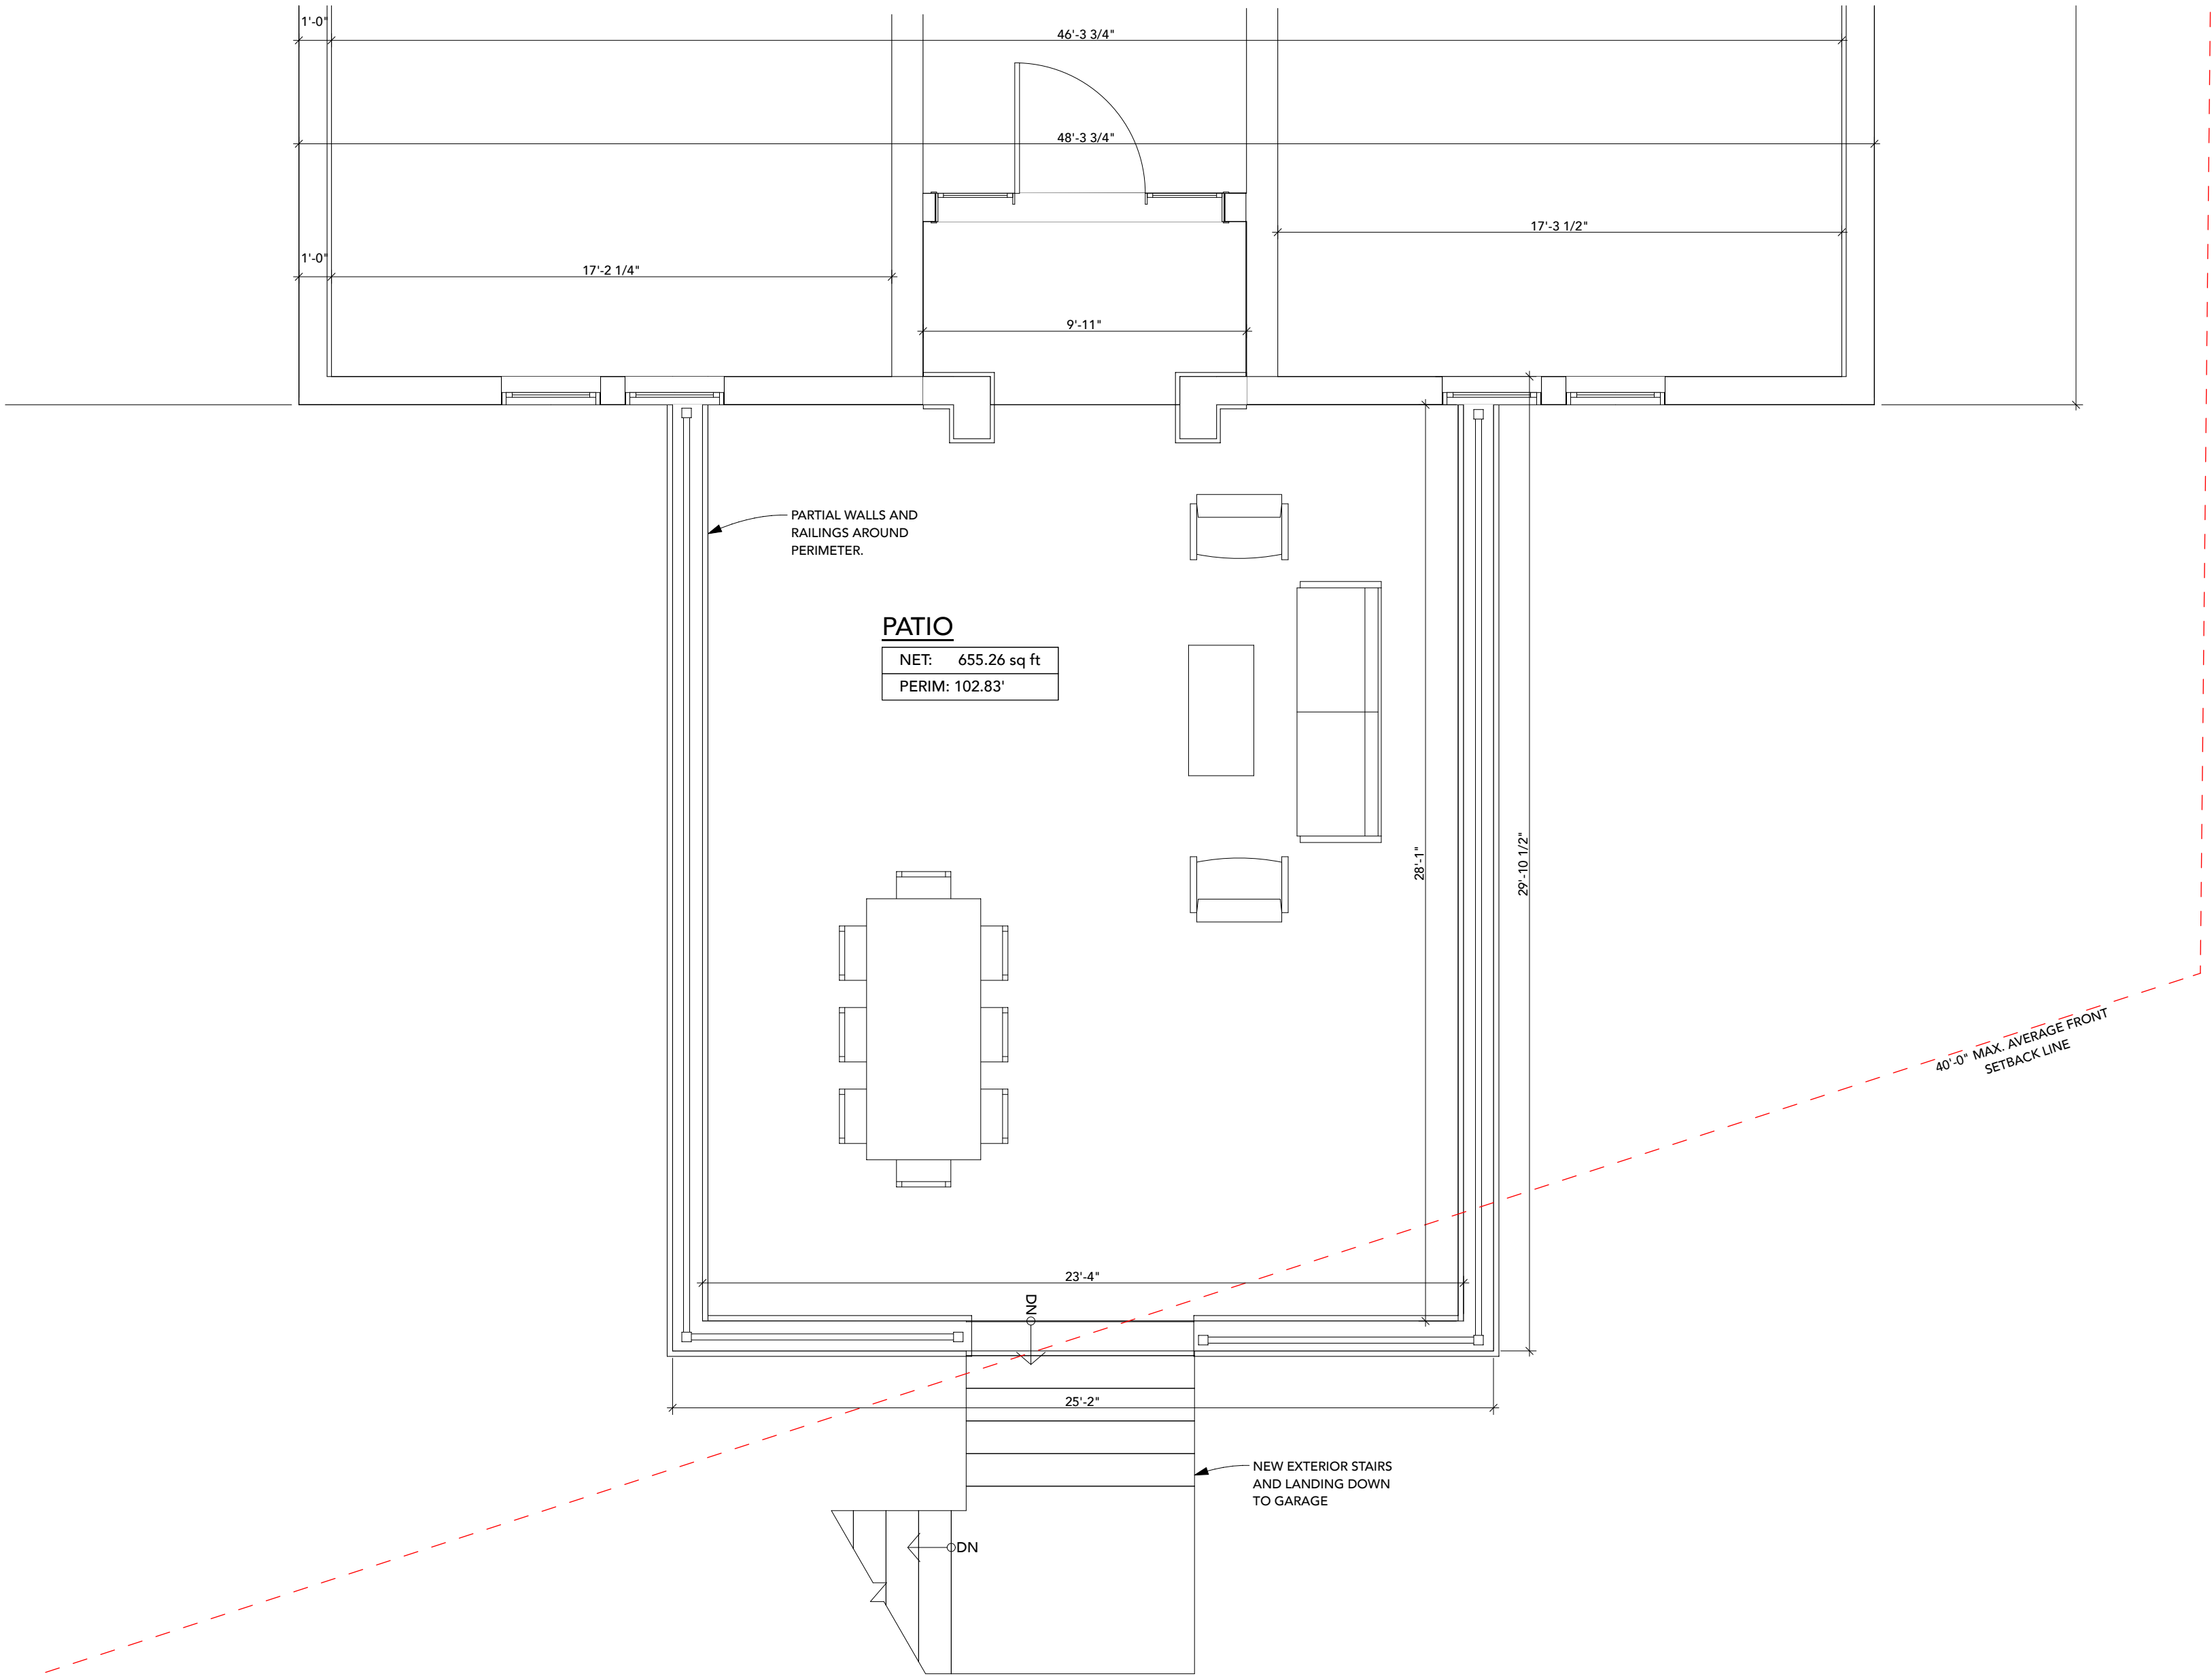 1'-0"
46'-3 3/4"
48'-3 3/4"
17'-3 1/2"
1'-0"
17'-2 1/4"
9'-11"
PARTIAL WALLS AND
RAILINGS AROUND
PERIMETER.
PATIO
NET: 655.26 sq ft
PERIM: 102.83'
28'-1"
29'-10 1/2"
40'-0" MAX. AVERAGE FRONT
SETBACK LINE
23'-4"
DN
25'-2"
NEW EXTERIOR STAIRS
AND LANDING DOWN
TO GARAGE
DN